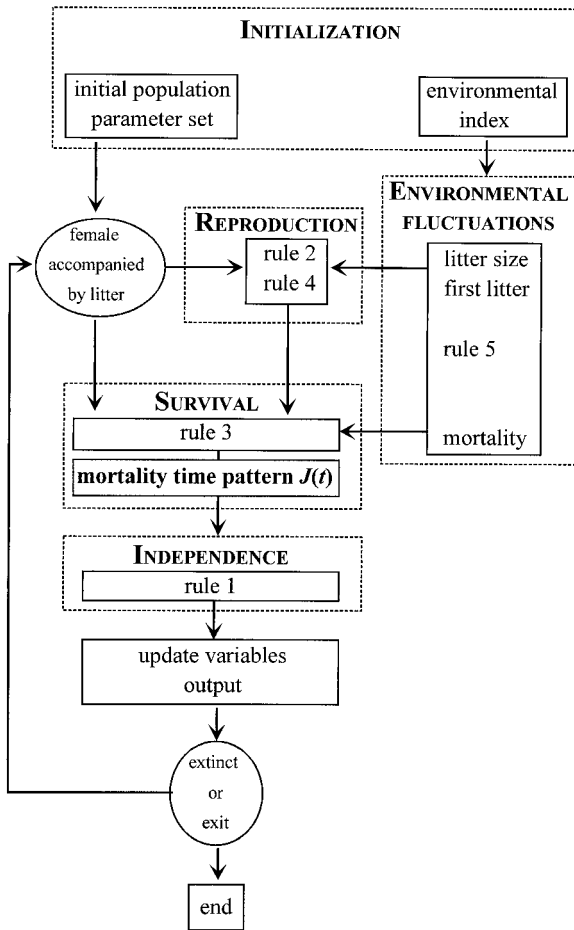 INITIALIZATION
initial population
parameter set
environmental
index
ENVIRONMENTAL
FLUCTUATIONS
litter size
first litter
rule 5
mortality
REPRODUCTION
rule 2
rule 4
female
accompanied
by litter
SURVIVAL
rule 3
mortality time pattern J(t)
INDEPENDENCE
rule 1
update variables
output
extinct
or
exit
end